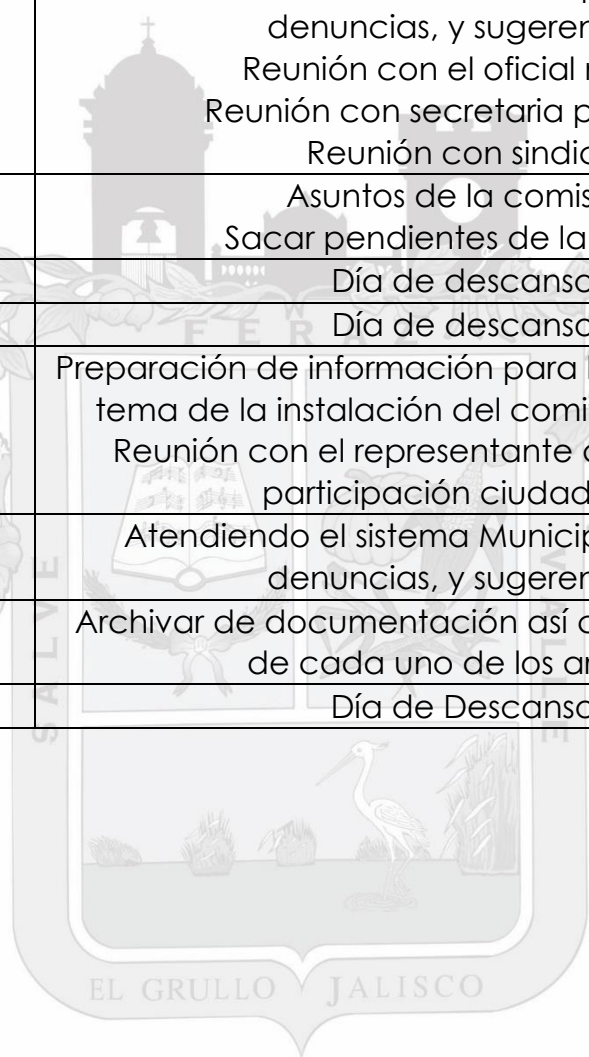 denuncias, y sugeren
Reunión con el oficial
Reunión con secretaria p
Reunión con sindic
Asuntos de la comis
Sacar pendientes de la
Día de descanso
Día de descanso
FERAZ
Preparación de información para
tema de la instalación del comi
Reunión con el representante
participación ciudad
Atendiendo el sistema Municip
denuncias, y sugeren
Archivar de documentación así
de cada uno de los
Día de Descanso
SALVE
VALLE
EL GRULLO JALISCO